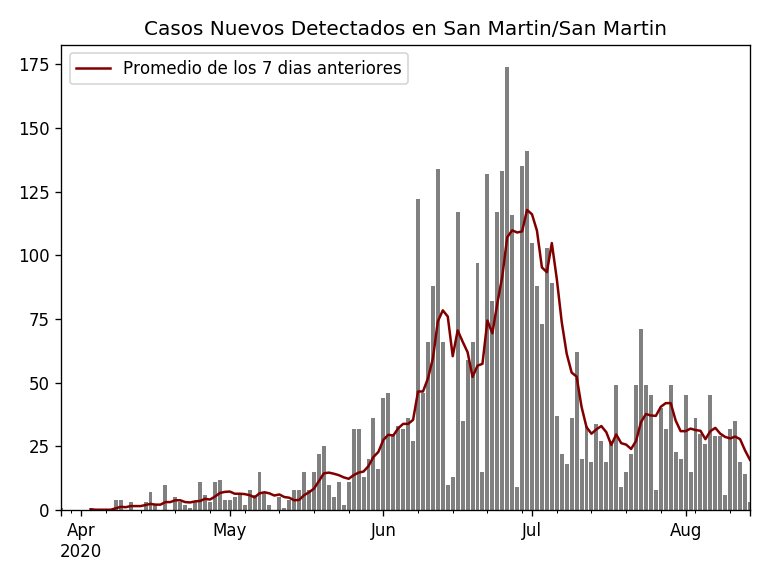 Casos Nuevos Detectados en San Martin/San Martin
Promedio de los 7 dias anteriores
175
150
125
100
75
50
25
0
Apr
2020
May
Jun
Jul
Aug